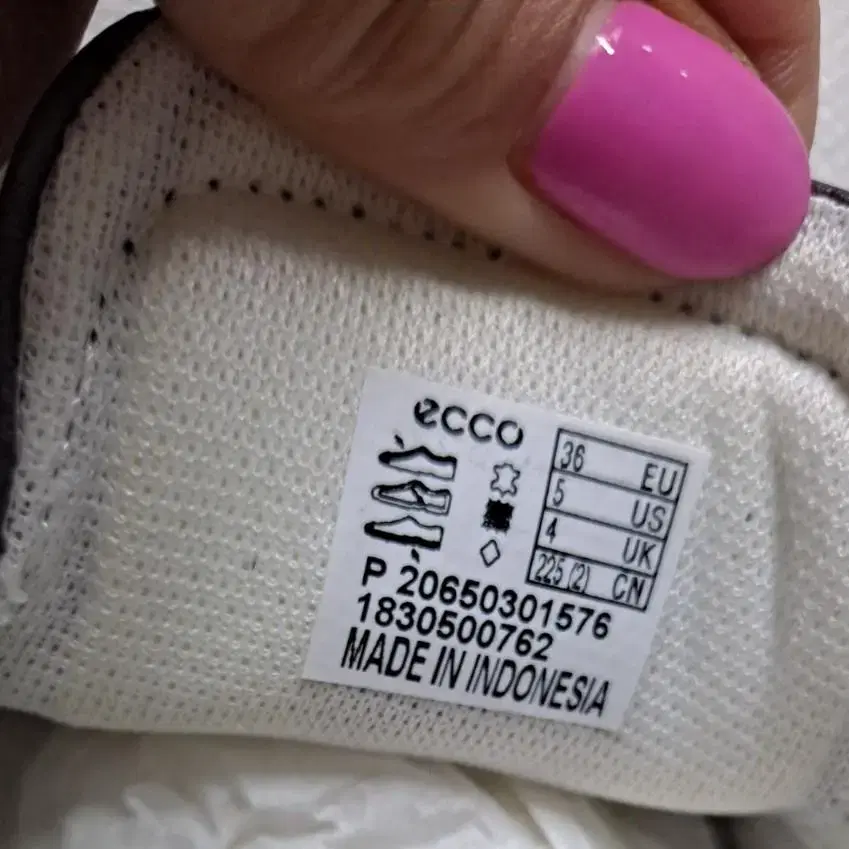 ecco
36 EU
5 US
4 UK
225 (2) CN
P 20650301576
1830500762
MADE IN INDONESIA